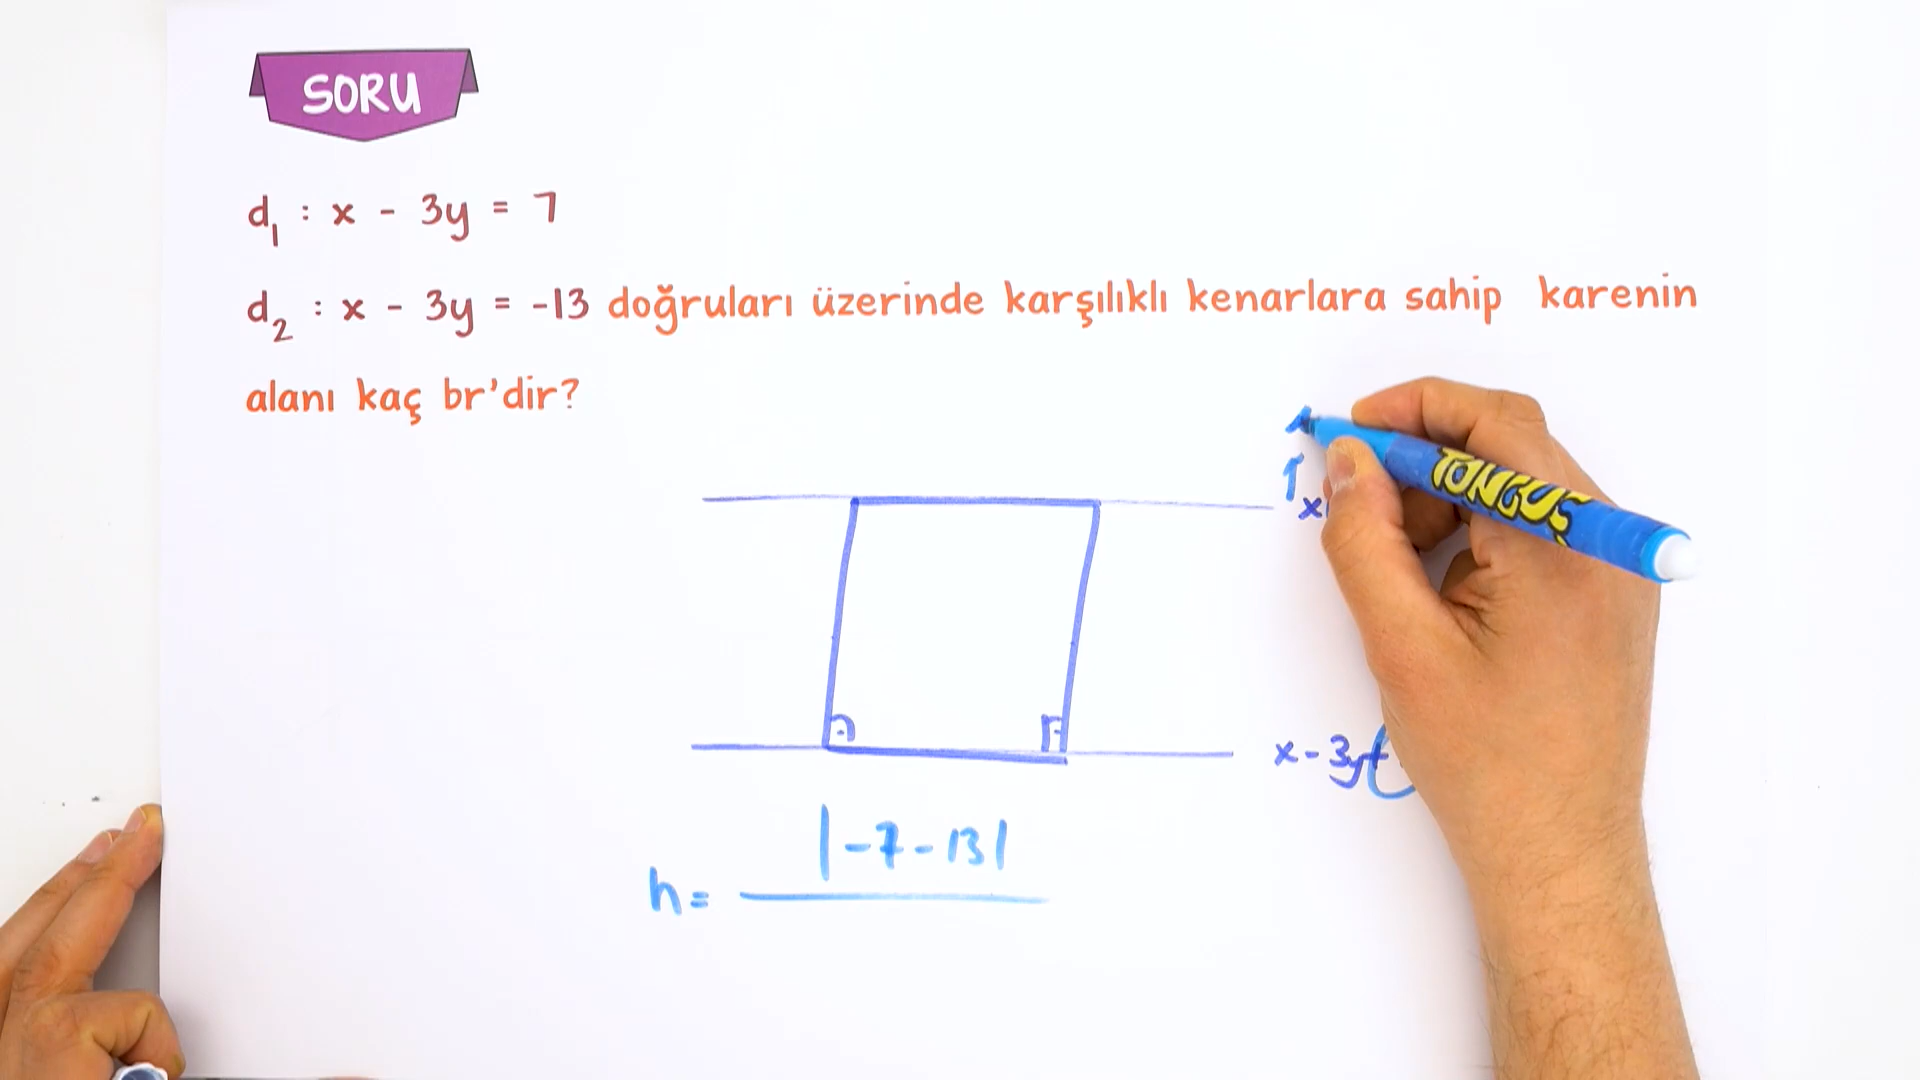 SORU
d₁ : x - 3y = 7
d₂ : x - 3y = -13 doğruları üzerinde karşılıklı kenarlara sahip karenin
alanı kaç br'dir?
TONGUÇ
x
x - 3y+
|-7-13|
h=